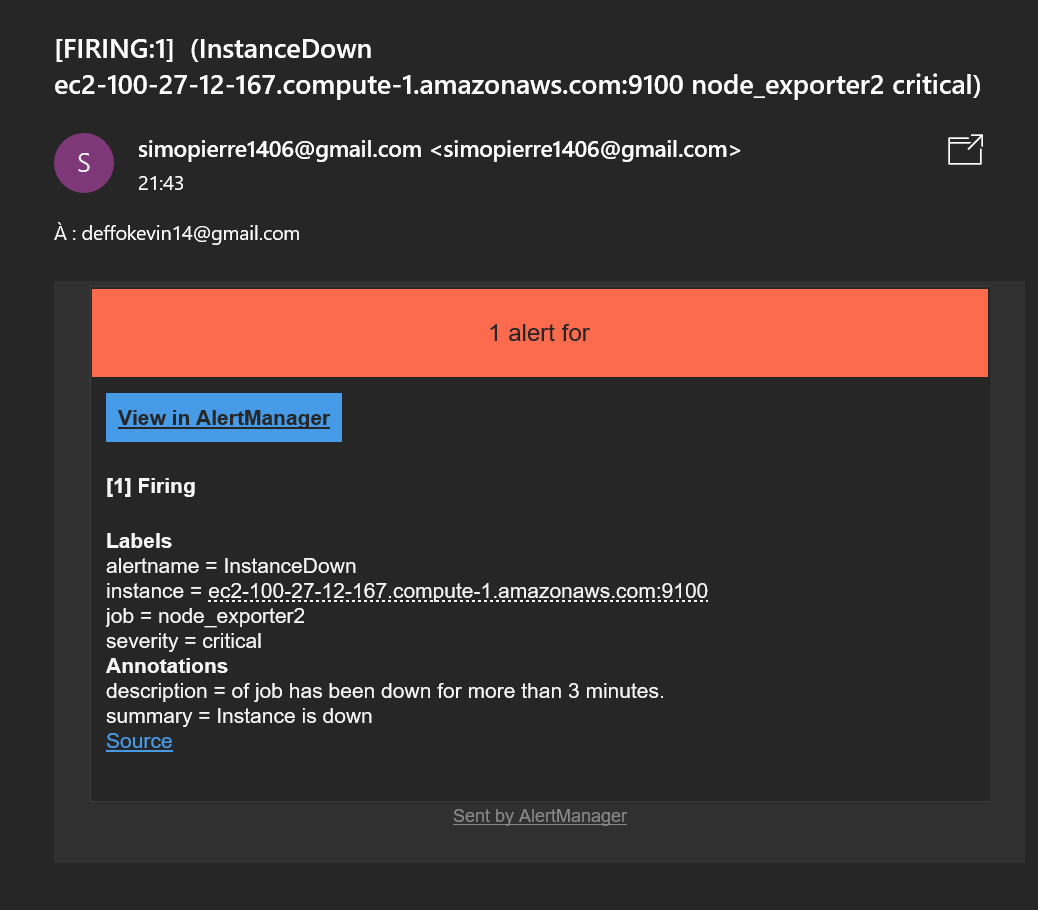 [FIRING:1]  (InstanceDown
ec2-100-27-12-167.compute-1.amazonaws.com:9100 node_exporter2 critical)
S
simopierre1406@gmail.com <simopierre1406@gmail.com>
21:43
À : deffokevin14@gmail.com
1 alert for
View in AlertManager
[1] Firing
Labels
alertname = InstanceDown
instance = ec2-100-27-12-167.compute-1.amazonaws.com:9100
job = node_exporter2
severity = critical
Annotations
description = of job has been down for more than 3 minutes.
summary = Instance is down
Source
Sent by AlertManager